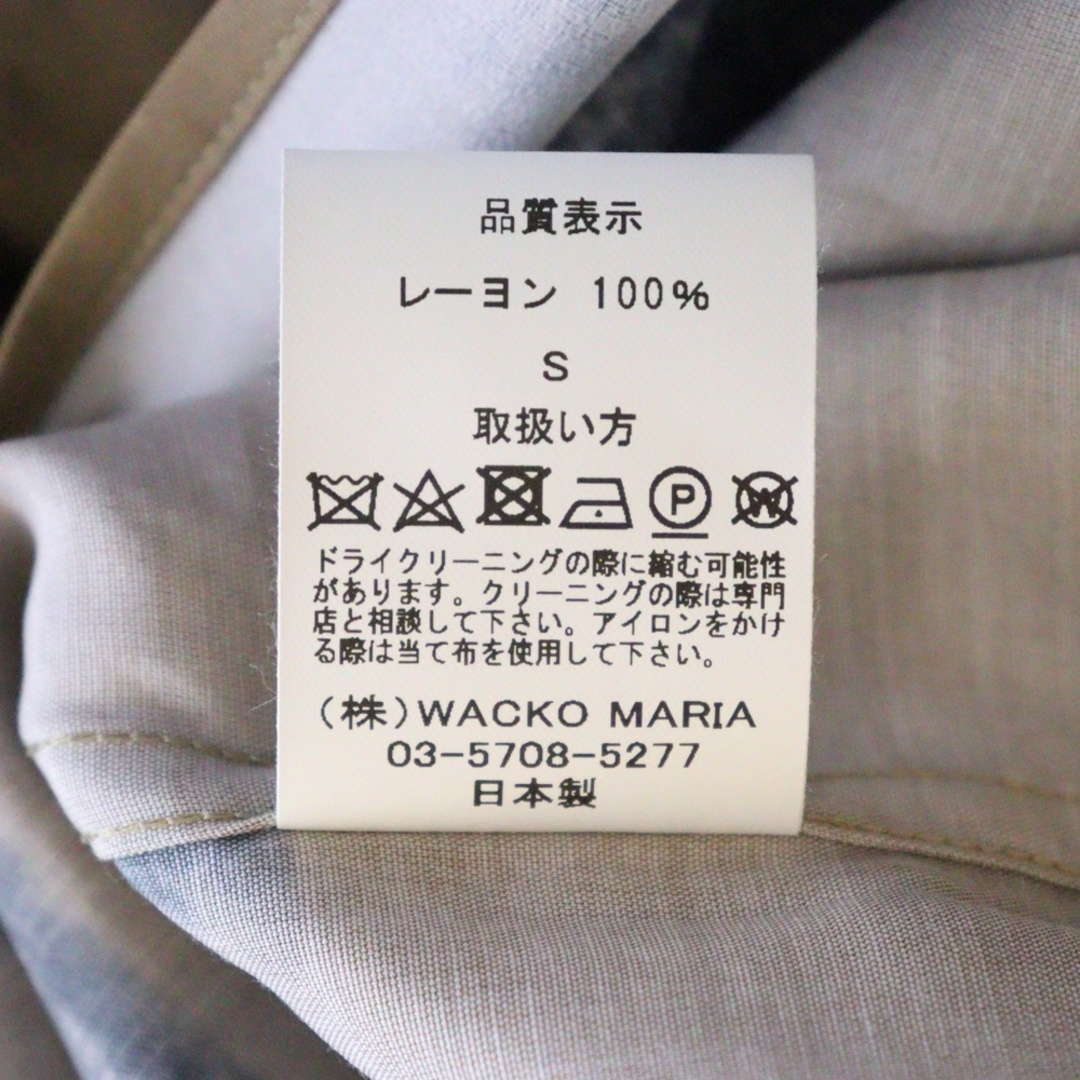 品質表示
レーヨン 100%
S
取扱い方
P W
ドライクリーニングの際に縮む可能性
があります。クリーニングの際は専門
店と相談して下さい。アイロンをかけ
る際は当て布を使用して下さい。
(株)WACKO MARIA
03-5708-5277
日本製